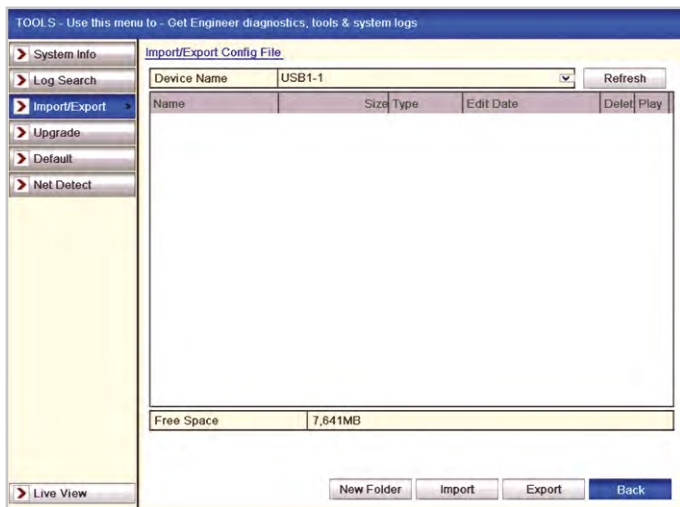 TOOLS - Use this menu to - Get Engineer diagnostics, tools & system logs
System Info
Log Search
Import/Export
Upgrade
Default
Net Detect
Live View
Import/Export Config File
Device Name USB1-1 Refresh
Name Size Type Edit Date Delet Play
Free Space 7,641MB
New Folder Import Export Back